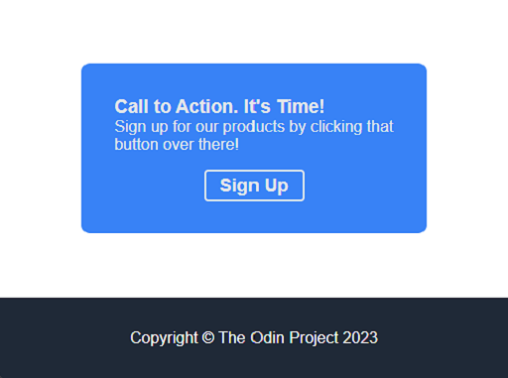 Call to Action. It's Time!
Sign up for our products by clicking that
button over there!
Sign Up
Copyright © The Odin Project 2023